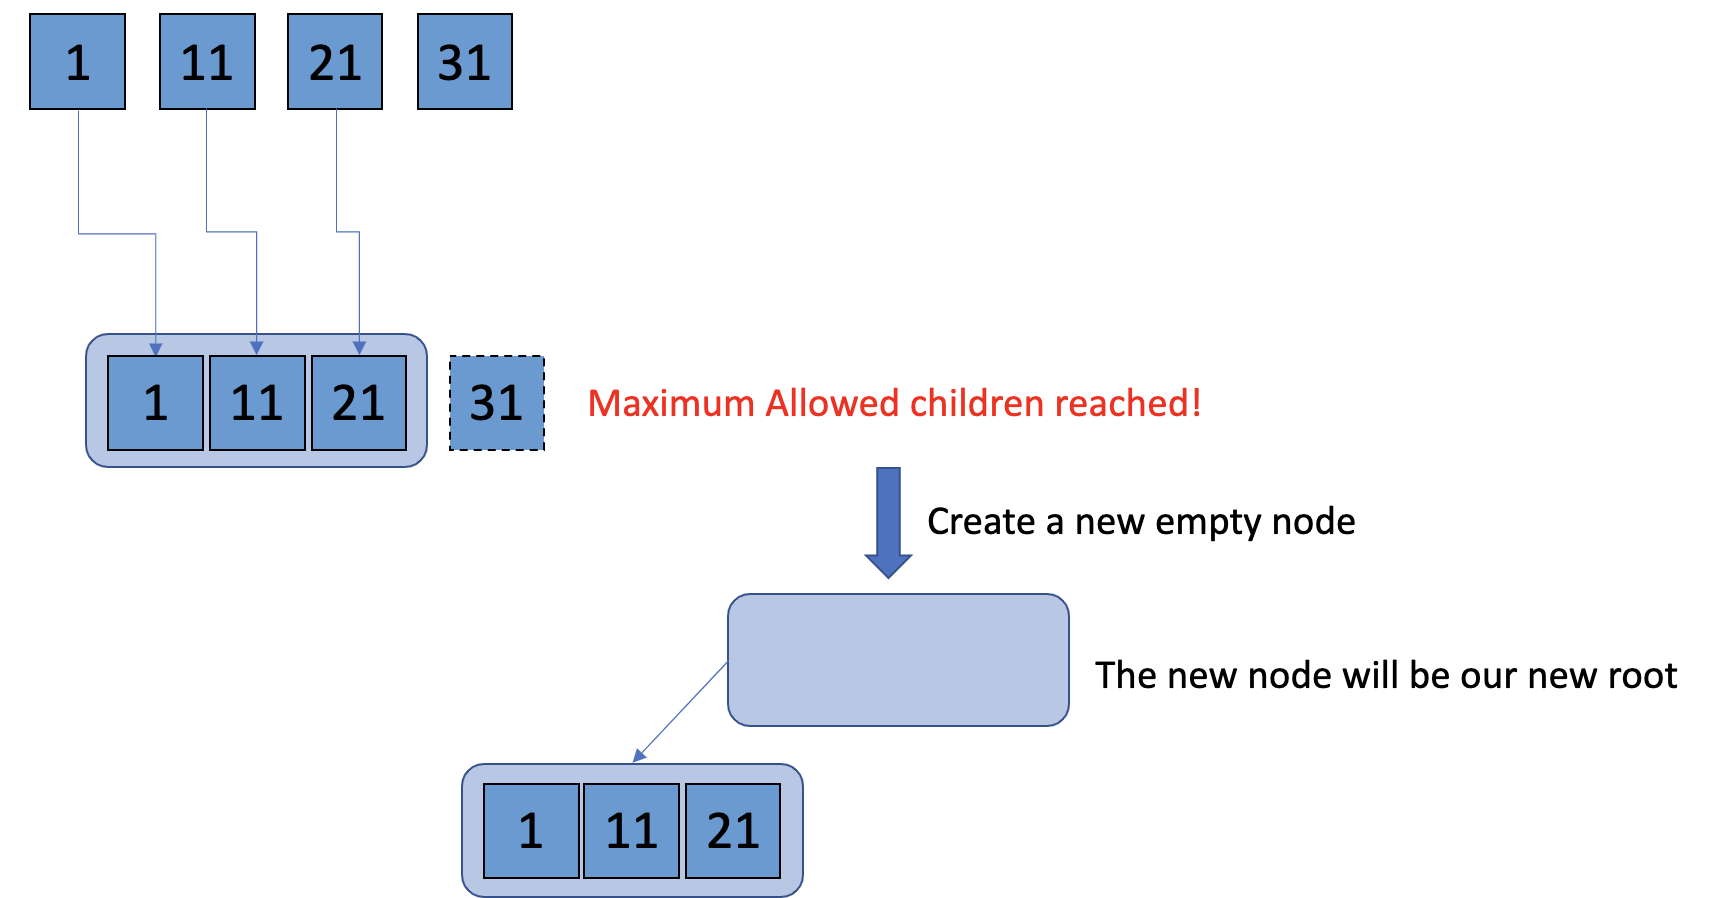 1 11 21 31
1 11 21 31 Maximum Allowed children reached!
Create a new empty node
The new node will be our new root
1 11 21